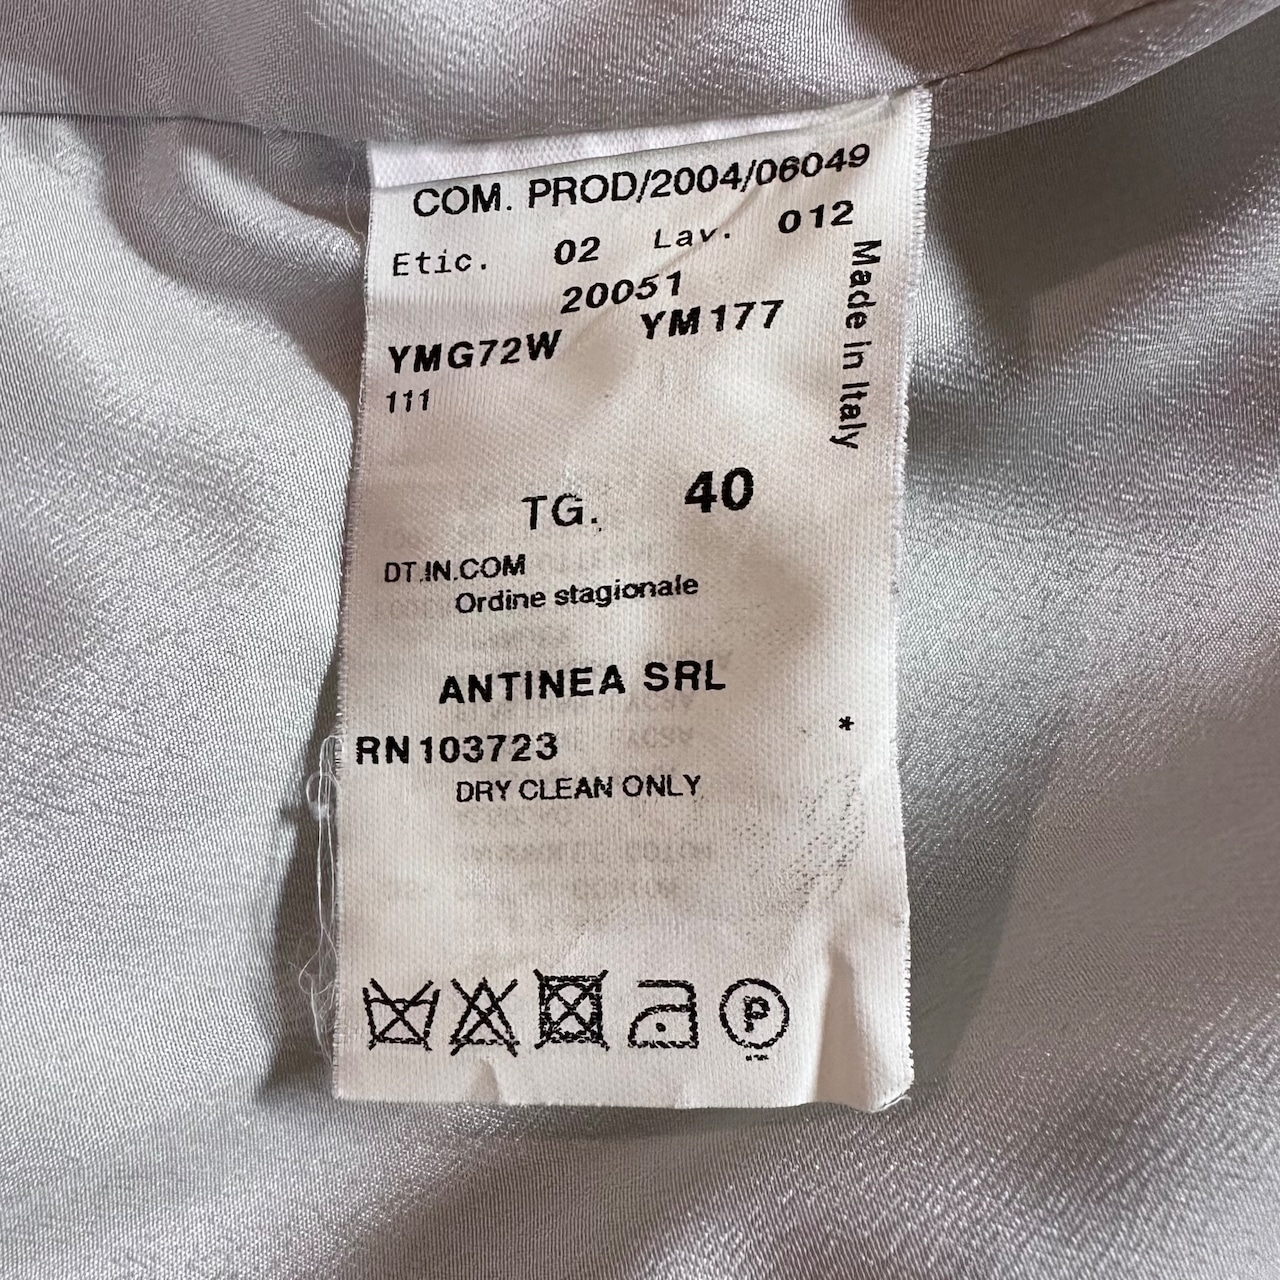 COM. PROD/2004/06049
Etic. 02 Lav. 012
20051
YMG72W YM177
111
Made in Italy
TG. 40
DT.IN.COM
Ordine stagionale
ANTINEA SRL
*
RN103723
DRY CLEAN ONLY
P